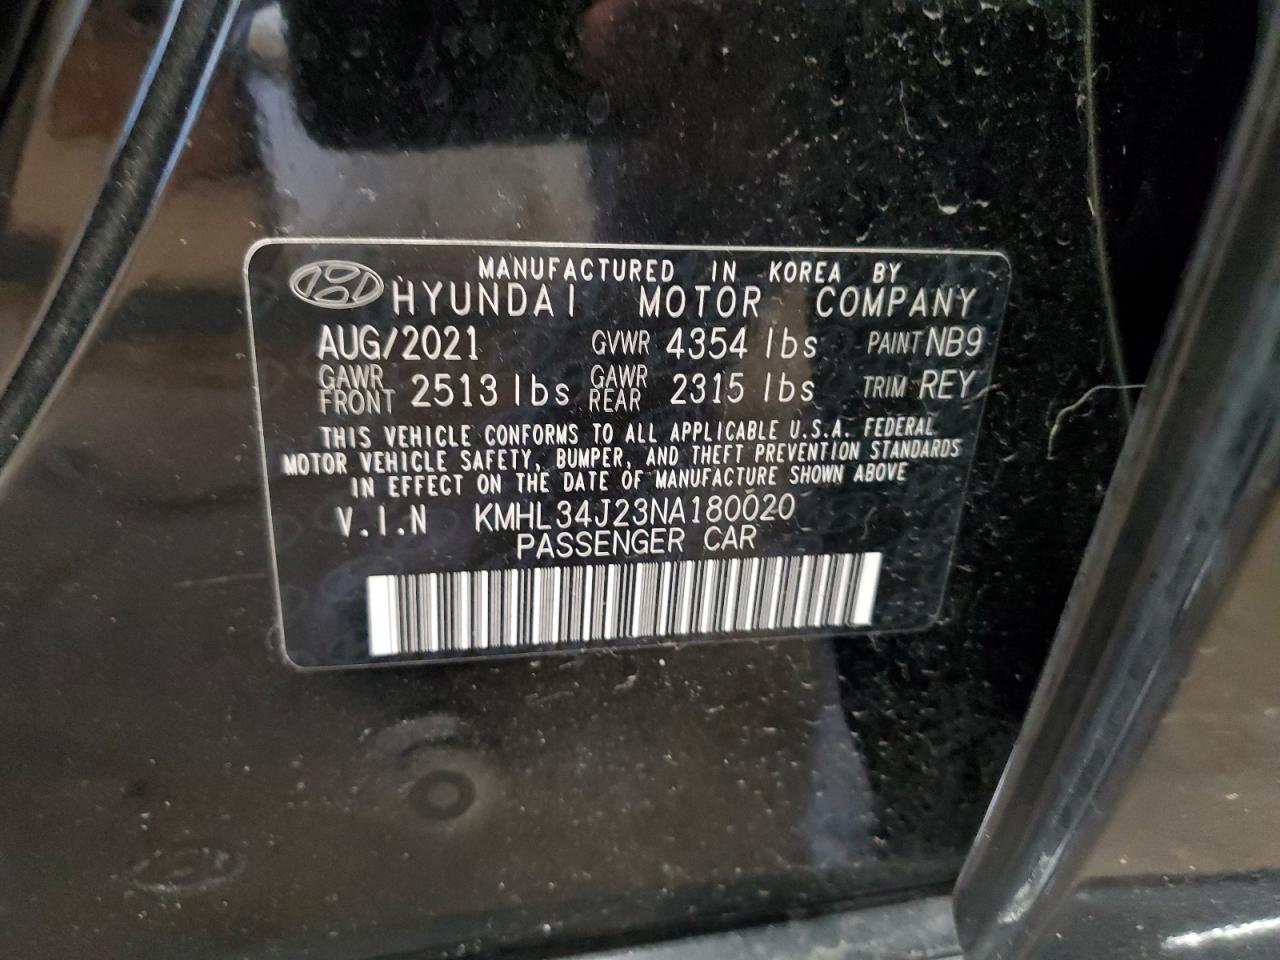 MANUFACTURED IN KOREA BY
HYUNDAI MOTOR COMPANY
AUG/2021 GVWR 4354 lbs PAINT NB9
GAWR FRONT 2513 lbs GAWR REAR 2315 lbs TRIM REY
THIS VEHICLE CONFORMS TO ALL APPLICABLE U.S.A. FEDERAL
MOTOR VEHICLE SAFETY, BUMPER, AND THEFT PREVENTION STANDARDS
IN EFFECT ON THE DATE OF MANUFACTURE SHOWN ABOVE
V.I.N KMHL34J23NA180020
PASSENGER CAR